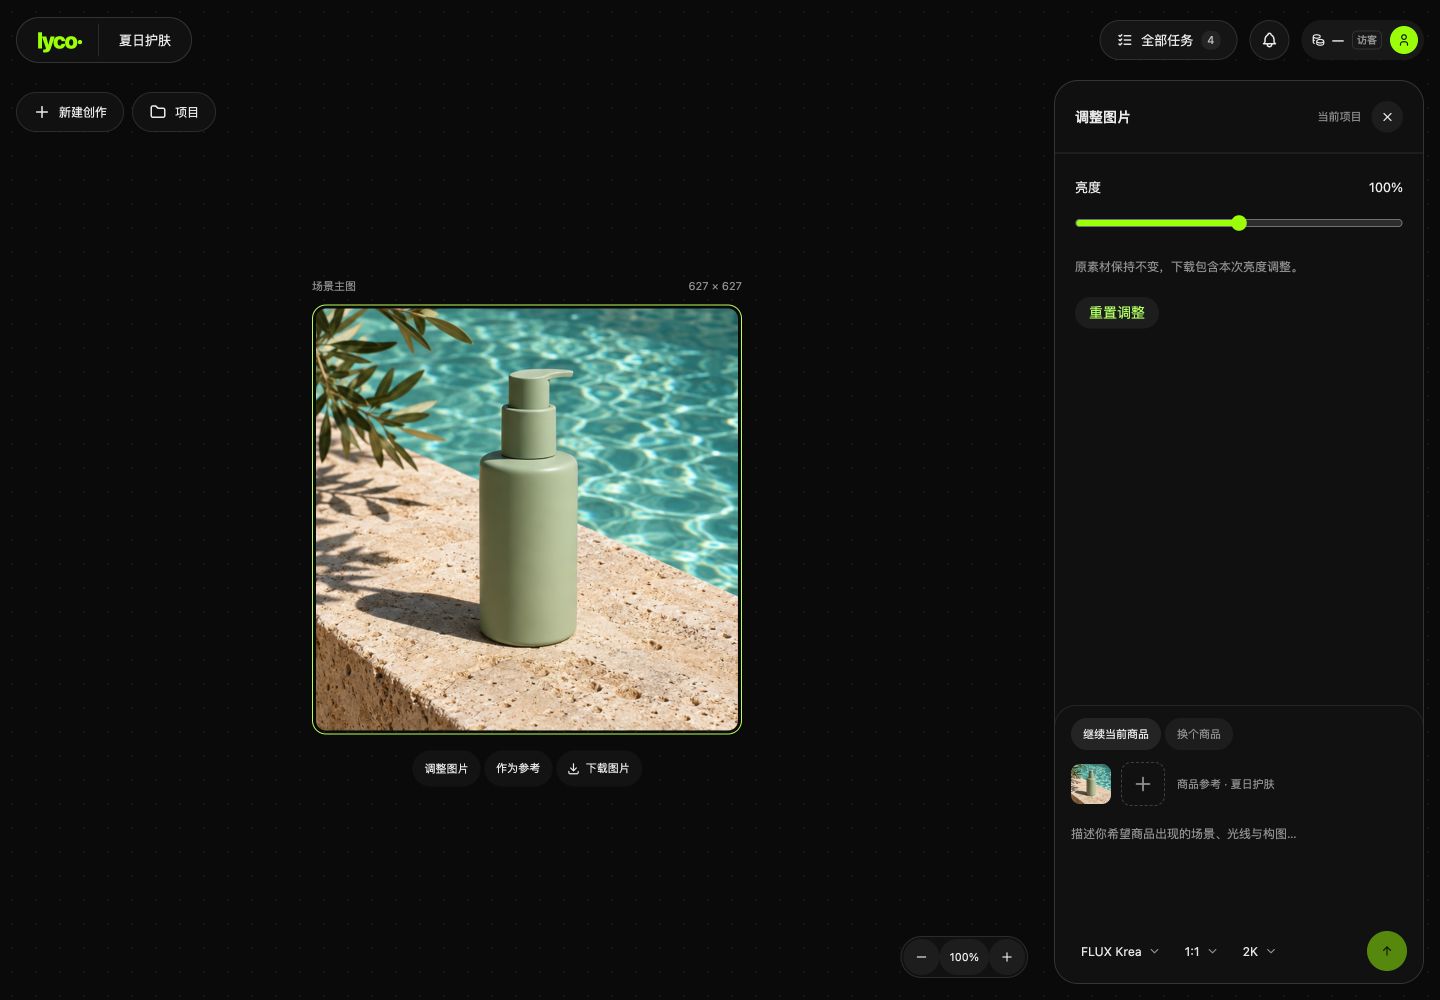 lyco
夏日护肤
全部任务 4
访客
新建创作
项目
调整图片
当前项目
亮度
100%
原素材保持不变，下载包含本次亮度调整。
重置调整
场景主图
627 × 627
调整图片
作为参考
下载图片
继续当前商品
换个商品
商品参考 · 夏日护肤
描述你希望商品出现的场景、光线与构图...
FLUX Krea
1:1
2K
100%